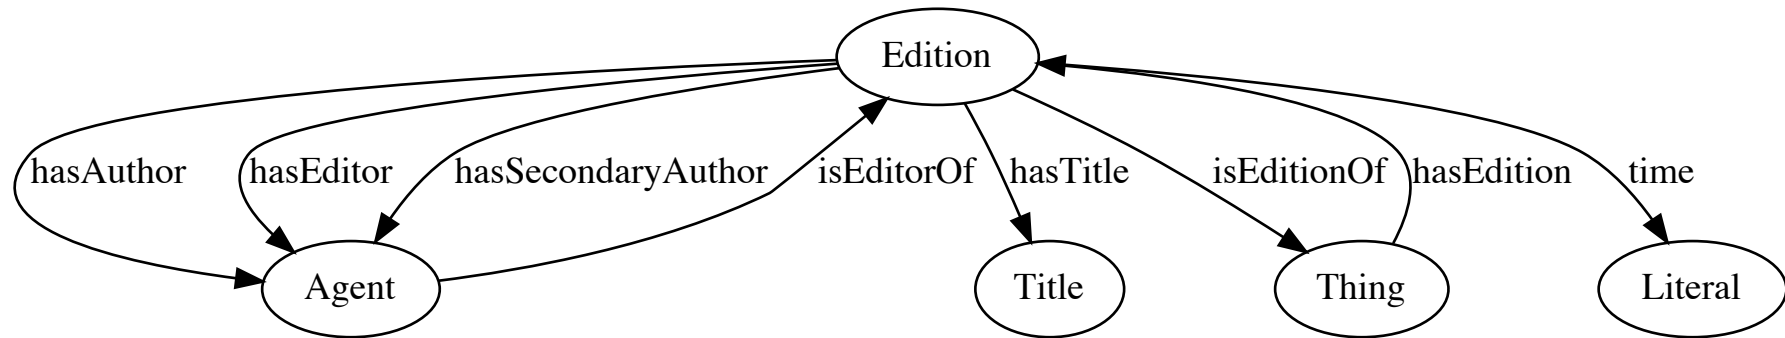 Edition
hasAuthor hasEditor hasSecondaryAuthor isEditorOf hasTitle isEditionOf hasEdition time
Agent Title Thing Literal